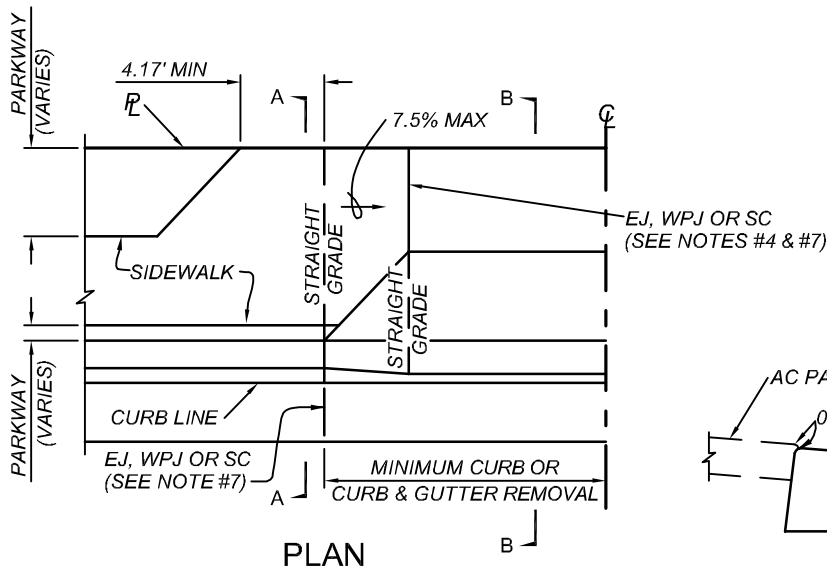 PARKWAY
(VARIES)
4.17' MIN
PL
A
7.5% MAX
B
CL
EJ, WPJ OR SC
(SEE NOTES #4 & #7)
STRAIGHT
GRADE
SIDEWALK
STRAIGHT
GRADE
PARKWAY
(VARIES)
CURB LINE
EJ, WPJ OR SC
(SEE NOTE #7)
A
MINIMUM CURB OR
CURB & GUTTER REMOVAL
B
PLAN
AC PA
0